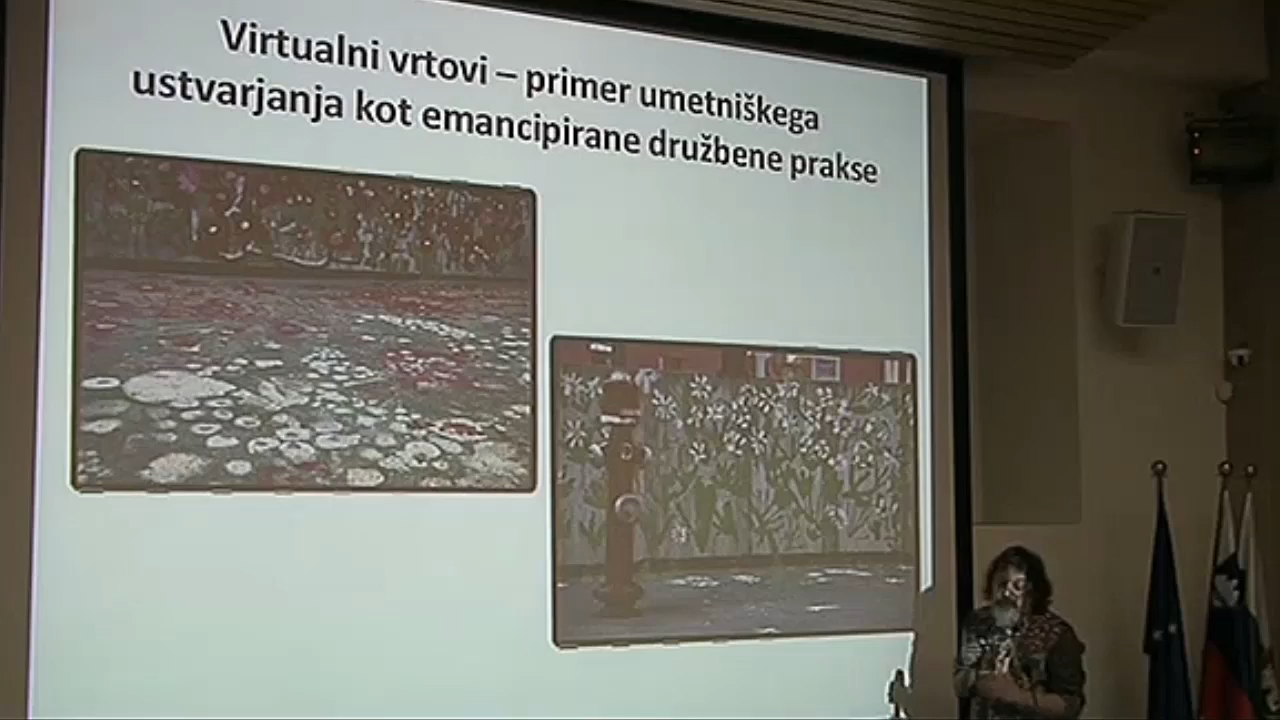 Virtualni vrtovi – primer umetniškega
ustvarjanja kot emancipirane družbene prakse